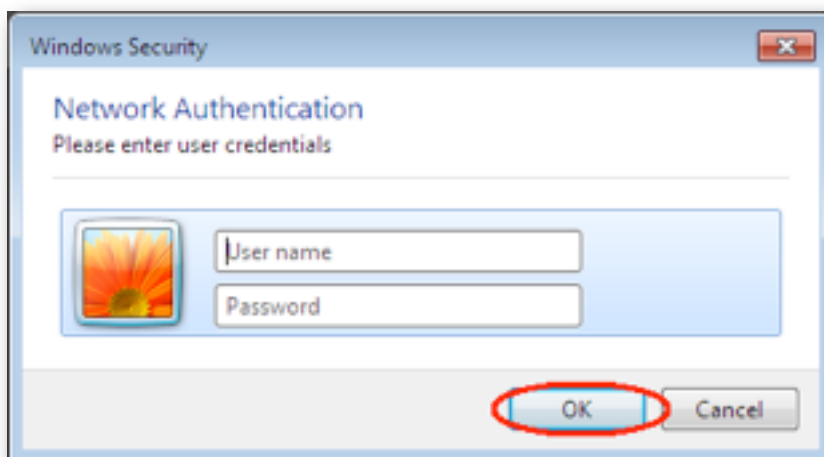 Windows Security
Network Authentication
Please enter user credentials
User name
Password
OK
Cancel